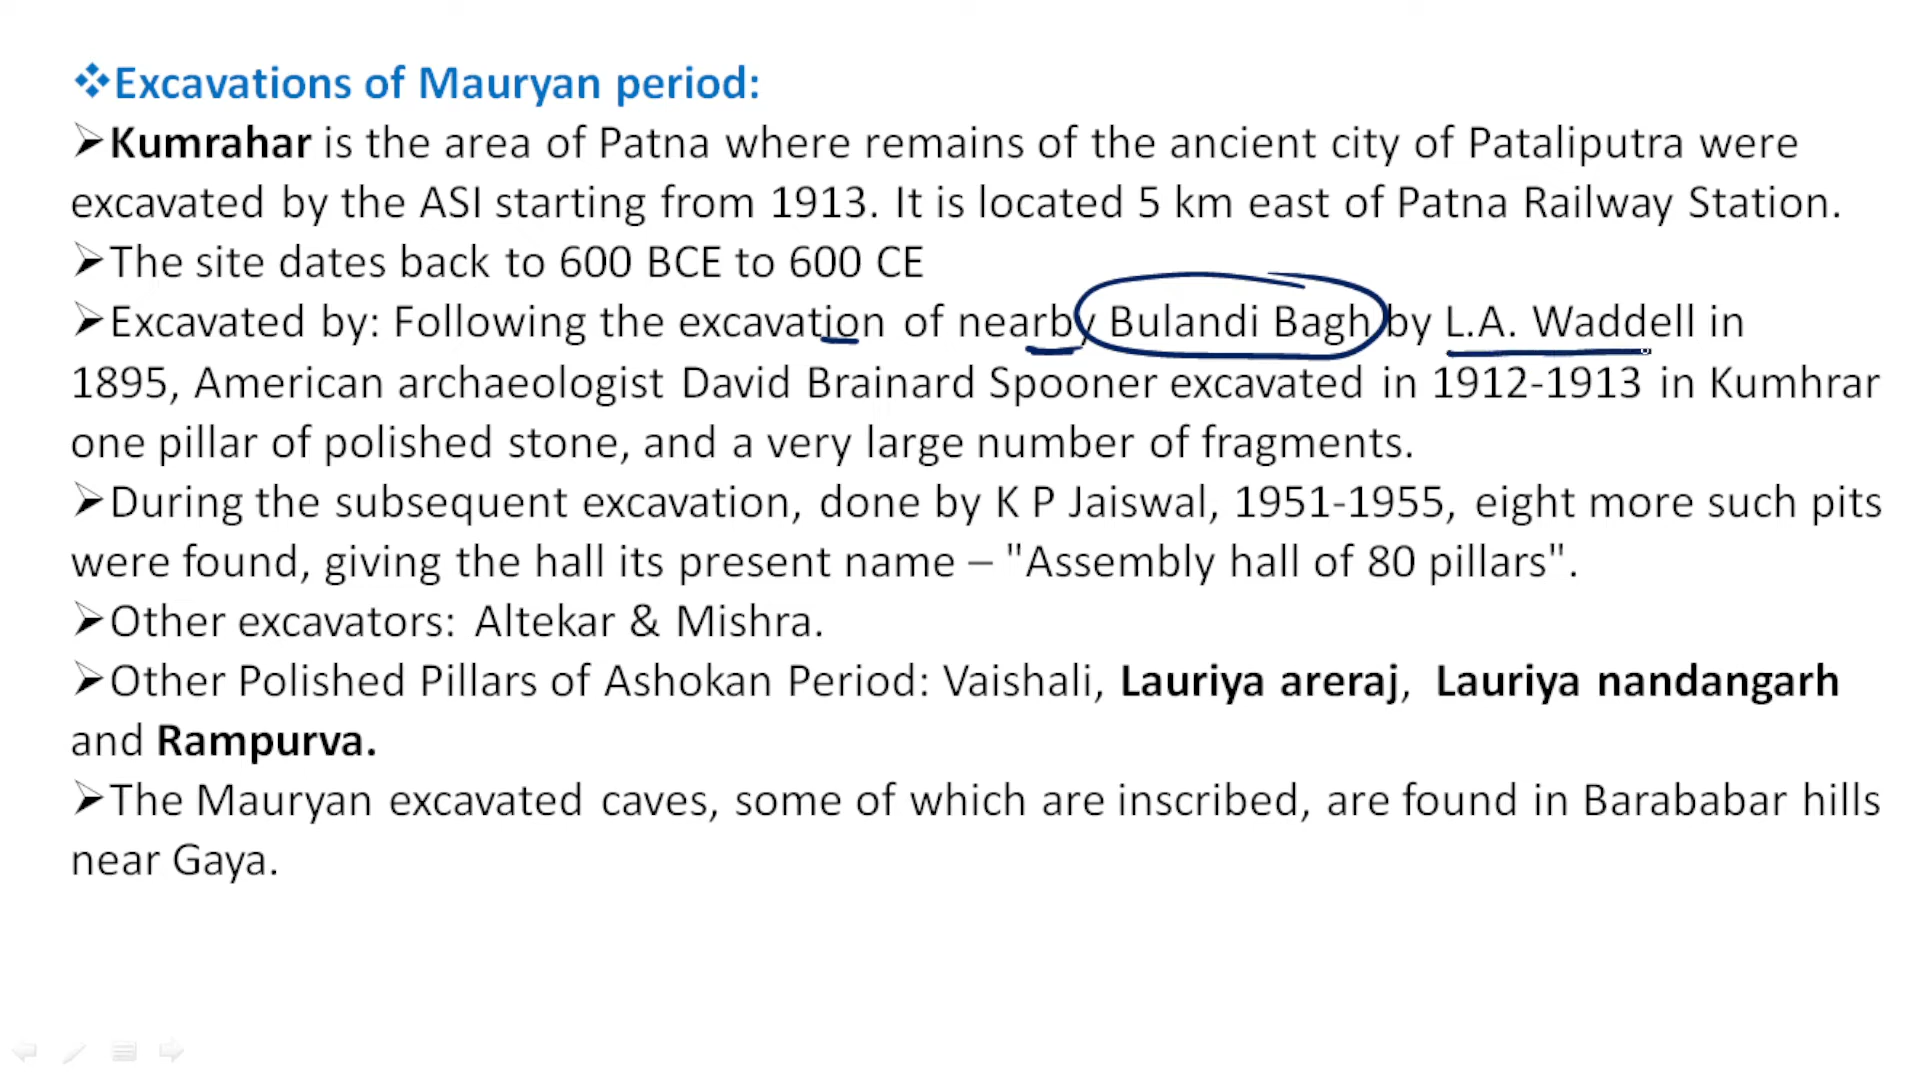 ❖Excavations of Mauryan period:
➢Kumrahar is the area of Patna where remains of the ancient city of Pataliputra were
excavated by the ASI starting from 1913. It is located 5 km east of Patna Railway Station.
➢The site dates back to 600 BCE to 600 CE
➢Excavated by: Following the excavation of nearby Bulandi Bagh by L.A. Waddell in
1895, American archaeologist David Brainard Spooner excavated in 1912-1913 in Kumhrar
one pillar of polished stone, and a very large number of fragments.
➢During the subsequent excavation, done by K P Jaiswal, 1951-1955, eight more such pits
were found, giving the hall its present name – "Assembly hall of 80 pillars".
➢Other excavators: Altekar & Mishra.
➢Other Polished Pillars of Ashokan Period: Vaishali, Lauriya areraj, Lauriya nandangarh
and Rampurva.
➢The Mauryan excavated caves, some of which are inscribed, are found in Barababar hills
near Gaya.